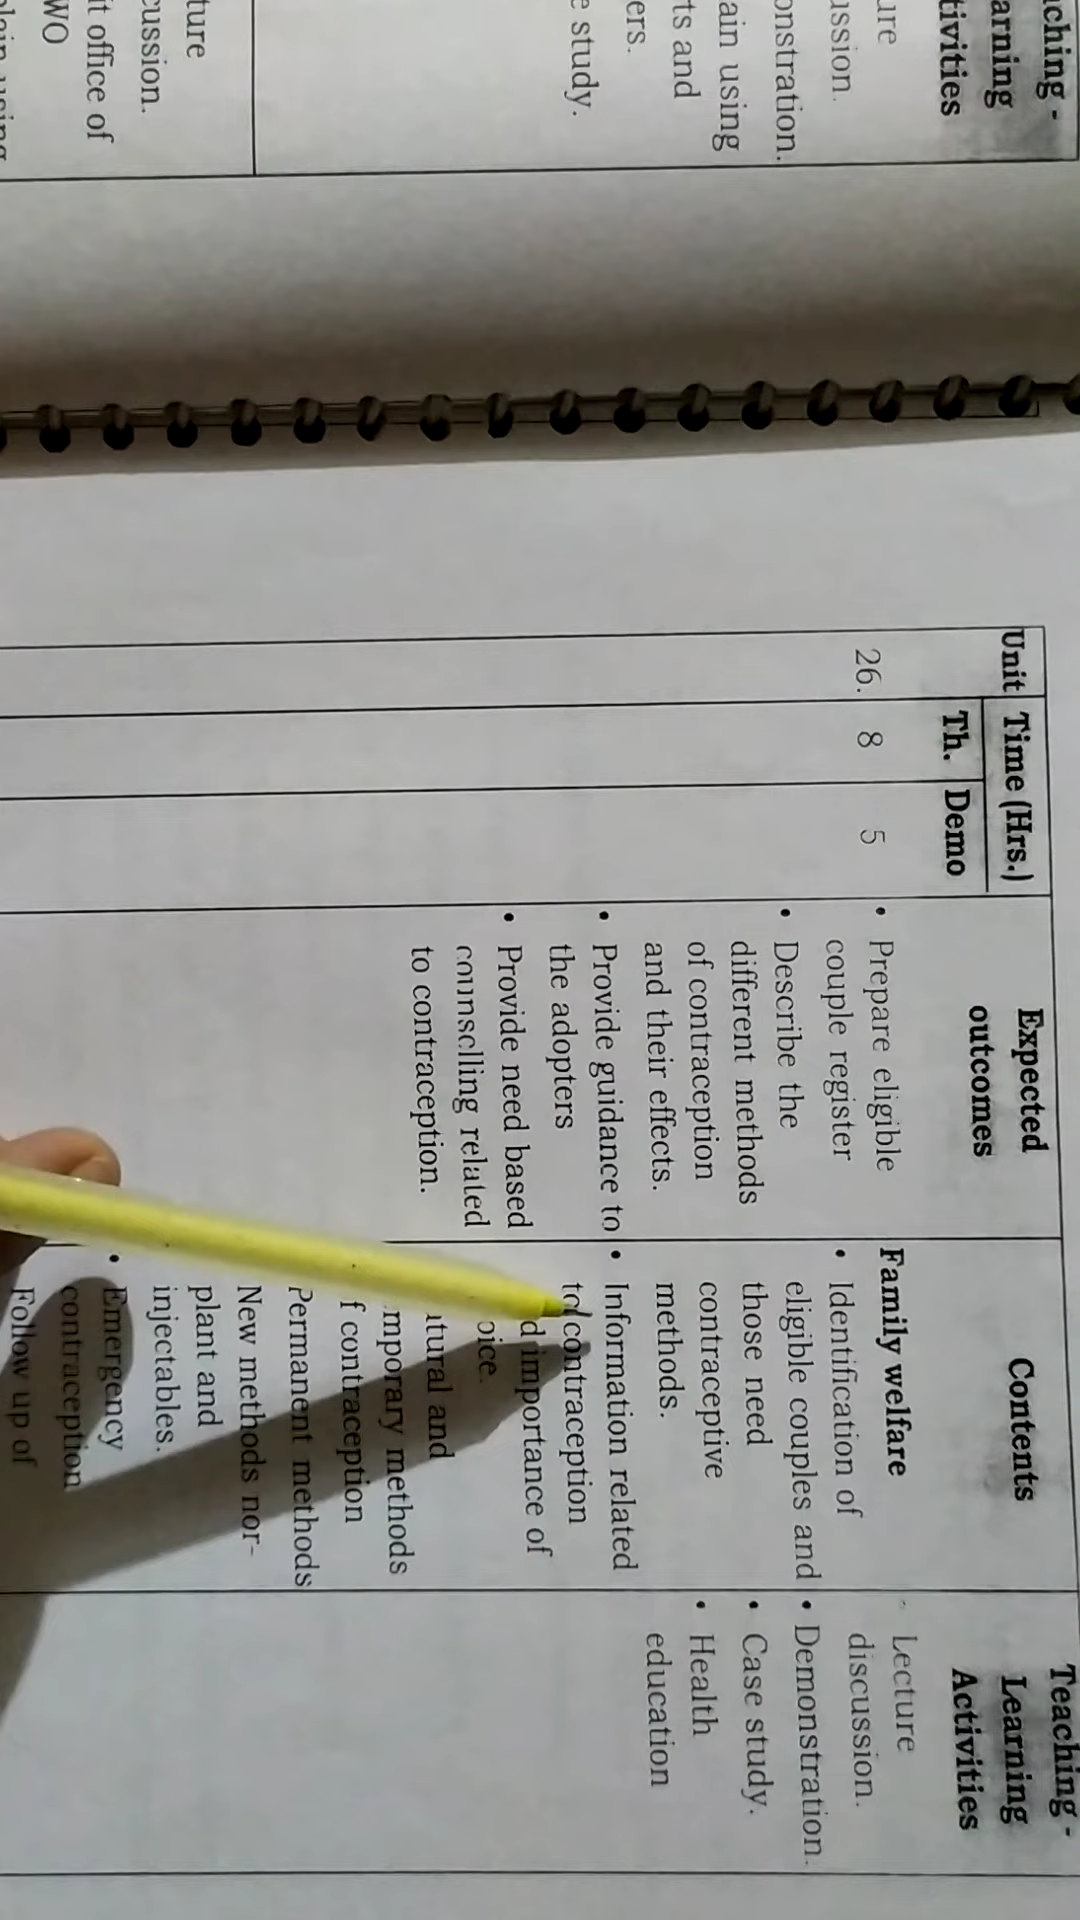 ching -
arning
tivities
ure
ussion.
onstration.
ain using
ts and
ers.
e study.
ture
cussion.
it office of
WO
Unit
Time (Hrs.)
Th.
Demo
Expected
outcomes
Contents
Teaching -
Learning
Activities
26.
8
5
• Prepare eligible
couple register
• Describe the
different methods
of contraception
and their effects.
• Provide guidance to
the adopters
• Provide need based
counselling related
to contraception.
Family welfare
• Identification of
eligible couples and
those need
contraceptive
methods.
• Information related
to contraception
d importance of
oice.
tural and
mporary methods
f contraception
Permanent methods
New methods nor-
plant and
injectables.
• Emergency
contraception
Follow up of
Lecture
discussion.
• Demonstration.
• Case study.
• Health
education